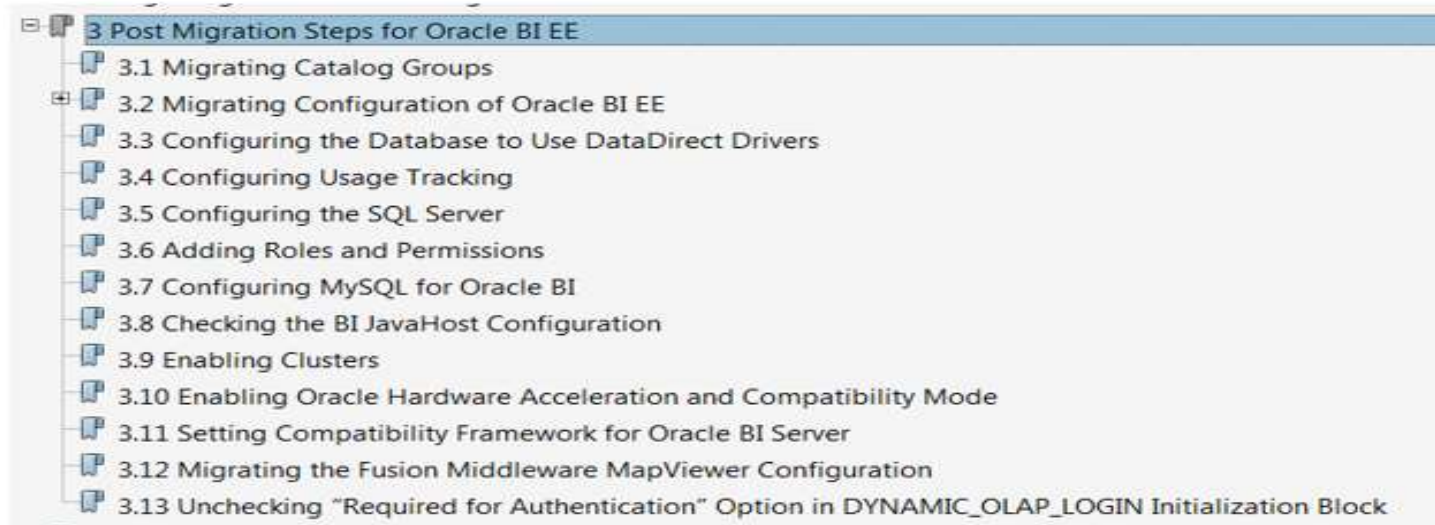 3 Post Migration Steps for Oracle BI EE
3.1 Migrating Catalog Groups
3.2 Migrating Configuration of Oracle BI EE
3.3 Configuring the Database to Use DataDirect Drivers
3.4 Configuring Usage Tracking
3.5 Configuring the SQL Server
3.6 Adding Roles and Permissions
3.7 Configuring MySQL for Oracle BI
3.8 Checking the BI JavaHost Configuration
3.9 Enabling Clusters
3.10 Enabling Oracle Hardware Acceleration and Compatibility Mode
3.11 Setting Compatibility Framework for Oracle BI Server
3.12 Migrating the Fusion Middleware MapViewer Configuration
3.13 Unchecking “Required for Authentication” Option in DYNAMIC_OLAP_LOGIN Initialization Block